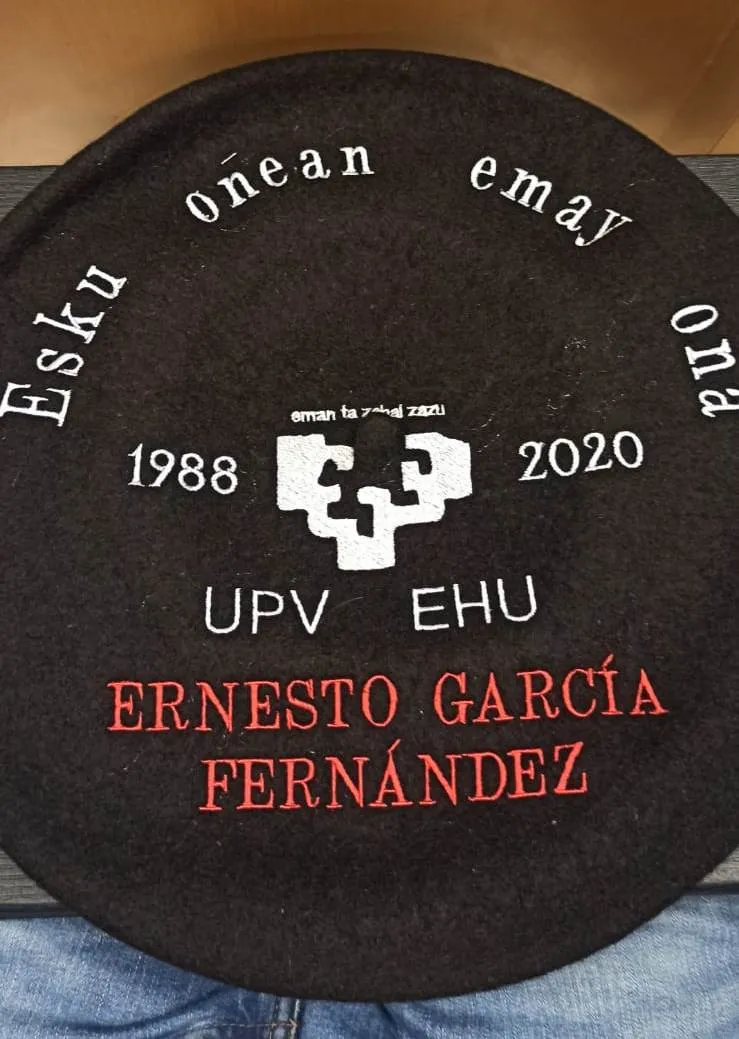 Esku onean emay ona
eman ta zabal zazu
1988 2020
UPV EHU
ERNESTO GARCÍA
FERNÁNDEZ